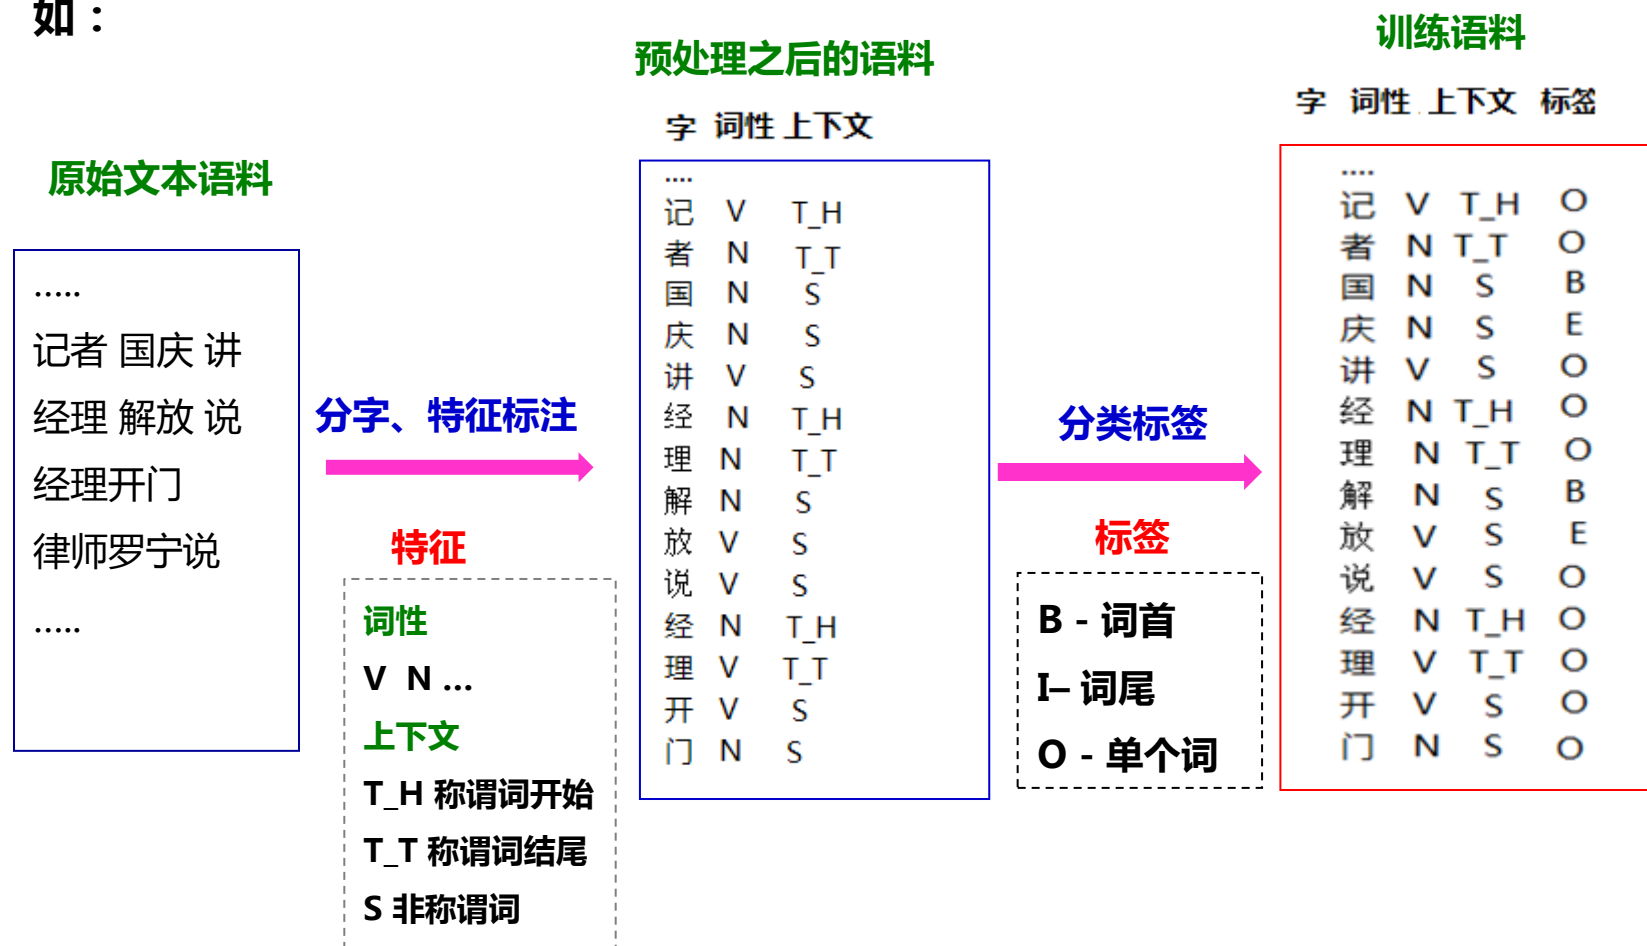 如：
原始文本语料
.....
记者 国庆 讲
经理 解放 说
经理开门
律师罗宁说
.....
分字、特征标注
特征
词性
V N ...
上下文
T_H 称谓词开始
T_T 称谓词结尾
S 非称谓词
预处理之后的语料
字 词性 上下文
....
记 V T_H
者 N T_T
国 N S
庆 N S
讲 V S
经 N T_H
理 N T_T
解 N S
放 V S
说 V S
经 N T_H
理 V T_T
开 V S
门 N S
分类标签
标签
B - 词首
I– 词尾
O - 单个词
训练语料
字 词性 上下文 标签
....
记 V T_H O
者 N T_T O
国 N S B
庆 N S E
讲 V S O
经 N T_H O
理 N T_T O
解 N S B
放 V S E
说 V S O
经 N T_H O
理 V T_T O
开 V S O
门 N S O